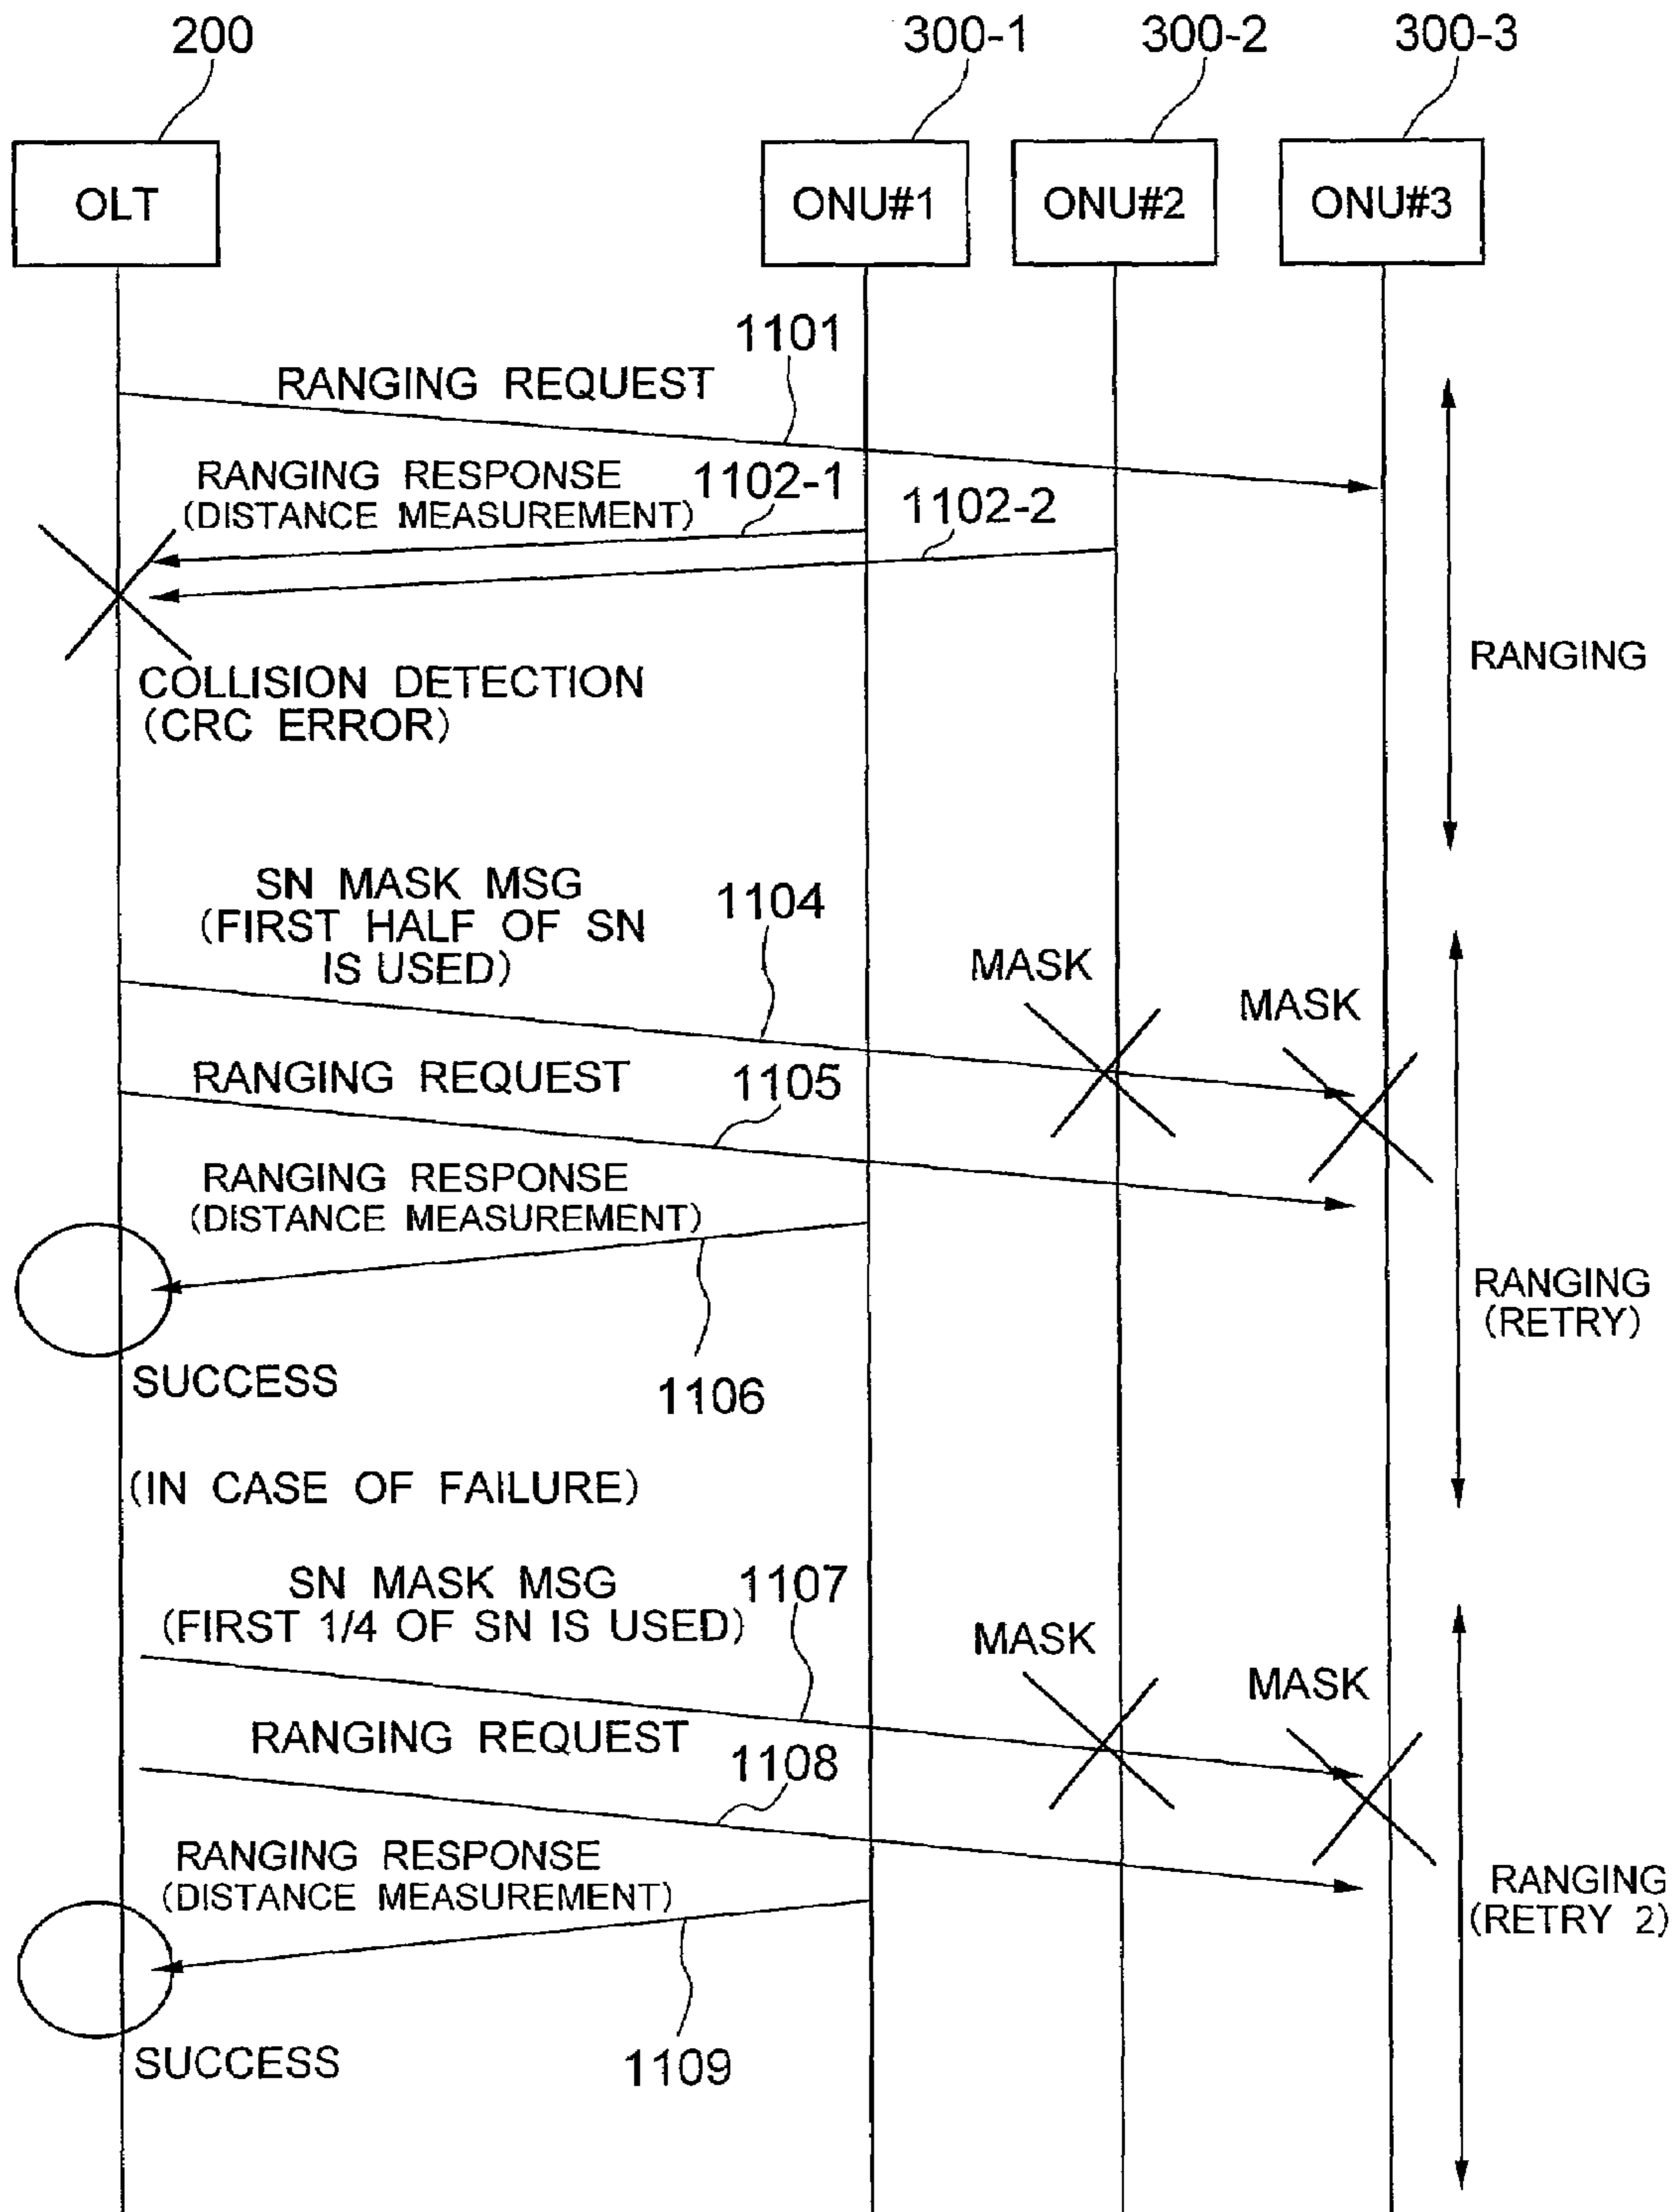 200
300-1
300-2
300-3
OLT
ONU#1
ONU#2
ONU#3
1101
RANGING REQUEST
RANGING RESPONSE
(DISTANCE MEASUREMENT)
1102-1
1102-2
COLLISION DETECTION
(CRC ERROR)
RANGING
SN MASK MSG
(FIRST HALF OF SN
IS USED)
1104
MASK
MASK
RANGING REQUEST
1105
RANGING RESPONSE
(DISTANCE MEASUREMENT)
SUCCESS
1106
RANGING
(RETRY)
(IN CASE OF FAILURE)
SN MASK MSG
(FIRST 1/4 OF SN IS USED)
1107
MASK
MASK
RANGING REQUEST
1108
RANGING RESPONSE
(DISTANCE MEASUREMENT)
RANGING
(RETRY 2)
SUCCESS
1109